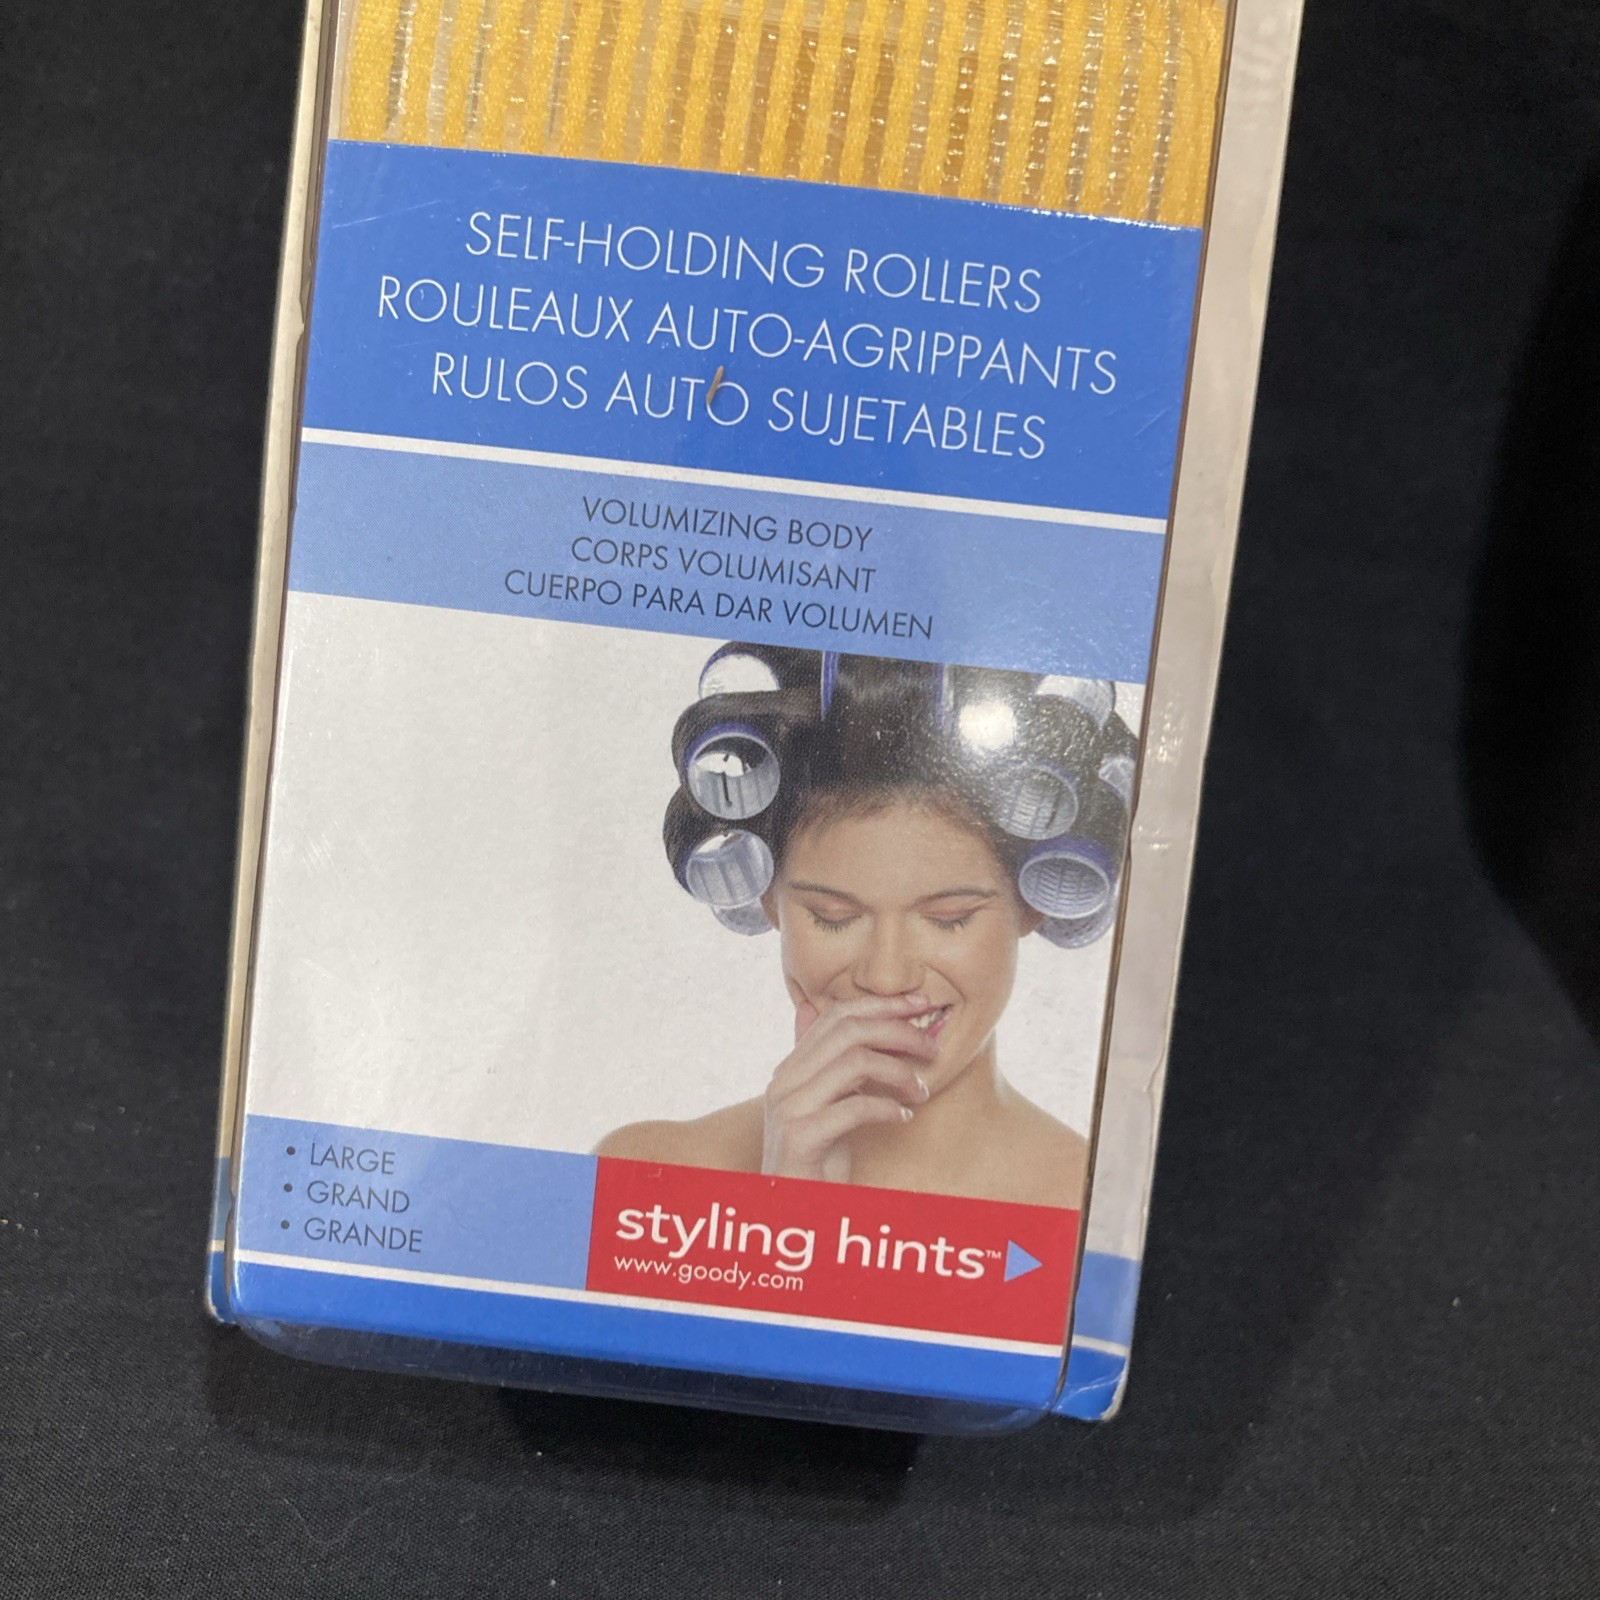 SELF-HOLDING ROLLERS
ROULEAUX AUTO-AGRIPPANTS
RULOS AUTO SUJETABLES
VOLUMIZING BODY
CORPS VOLUMISANT
CUERPO PARA DAR VOLUMEN
• LARGE
• GRAND
• GRANDE
styling hints™
www.goody.com